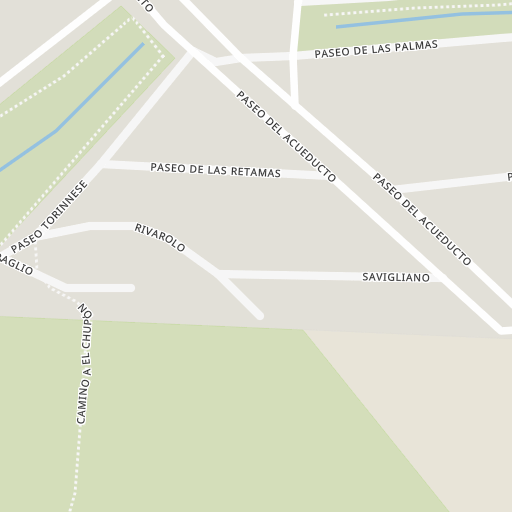 PASEO DE LAS PALMAS
PASEO DEL ACUEDUCTO
PASEO DE LAS RETAMAS
PASEO DEL ACUEDUCTO
PASEO TORINNESE
RIVAROLO
SAVIGLIANO
CAMINO A EL CHUPON